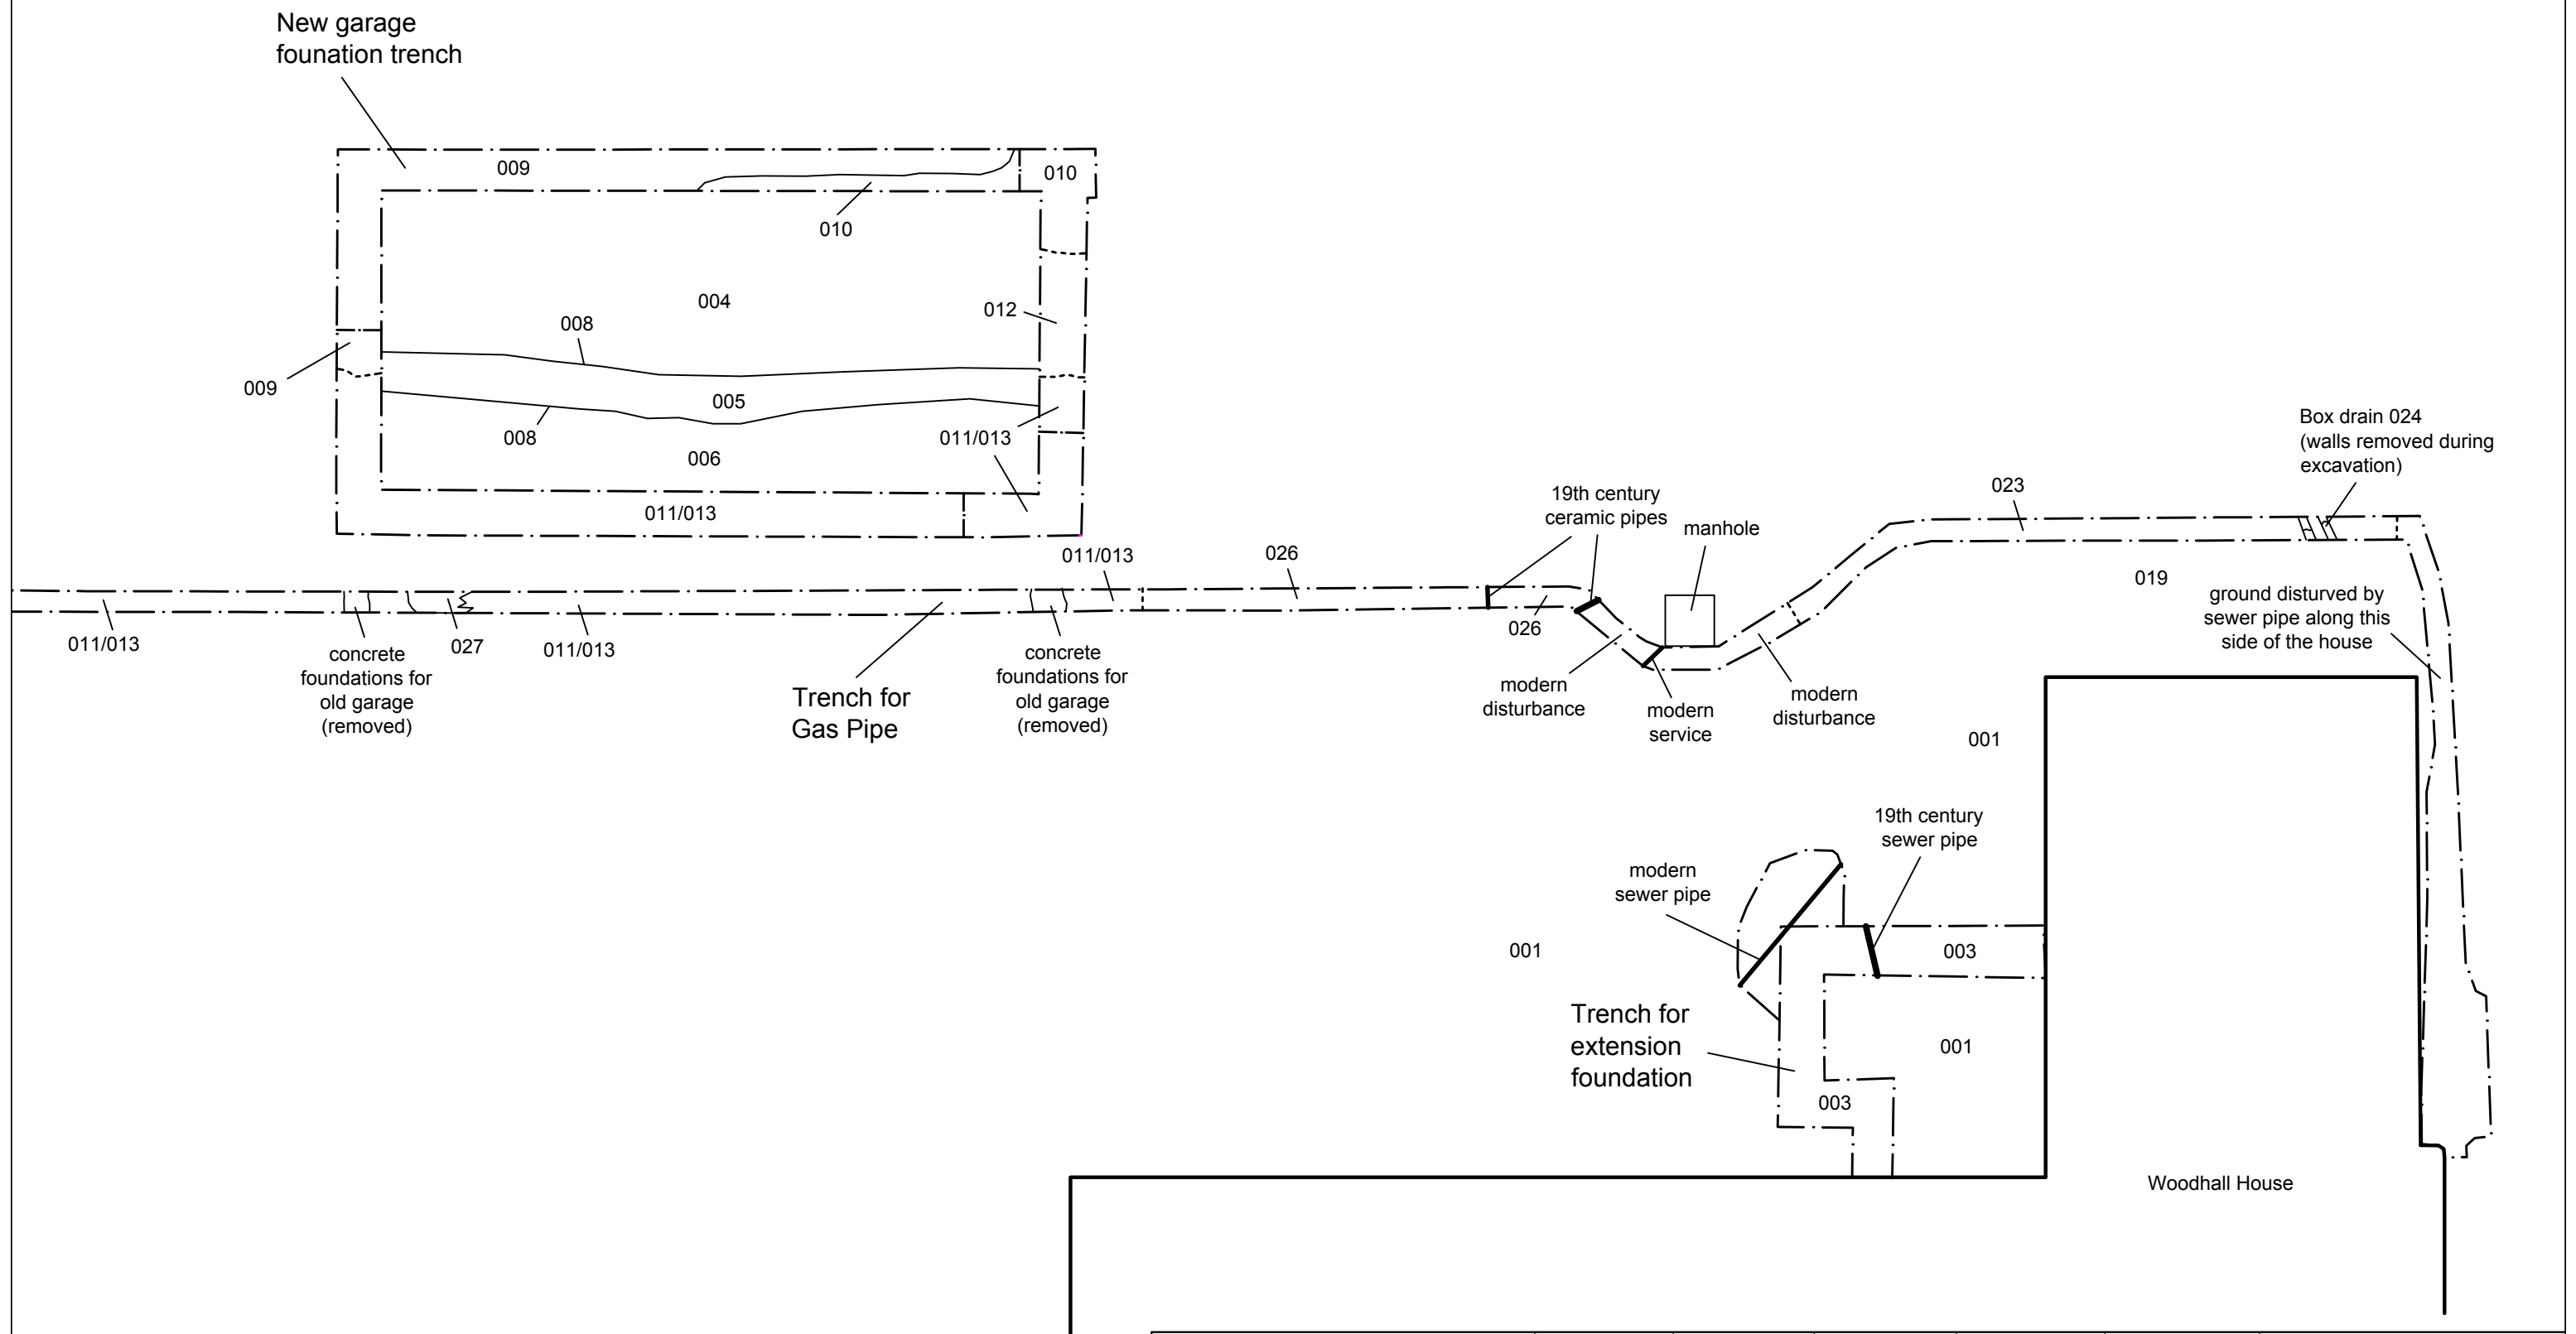 New garage
founation trench
009
010
010
004
012
008
009
005
008
011/013
006
011/013
Box drain 024
(walls removed during
excavation)
023
19th century
ceramic pipes
manhole
011/013
026
019
ground disturved by
sewer pipe along this
side of the house
026
011/013
027
011/013
concrete
foundations for
old garage
(removed)
Trench for
Gas Pipe
concrete
foundations for
old garage
(removed)
modern
disturbance
modern
service
modern
disturbance
001
19th century
sewer pipe
modern
sewer pipe
001
003
Trench for
extension
foundation
001
003
Woodhall House